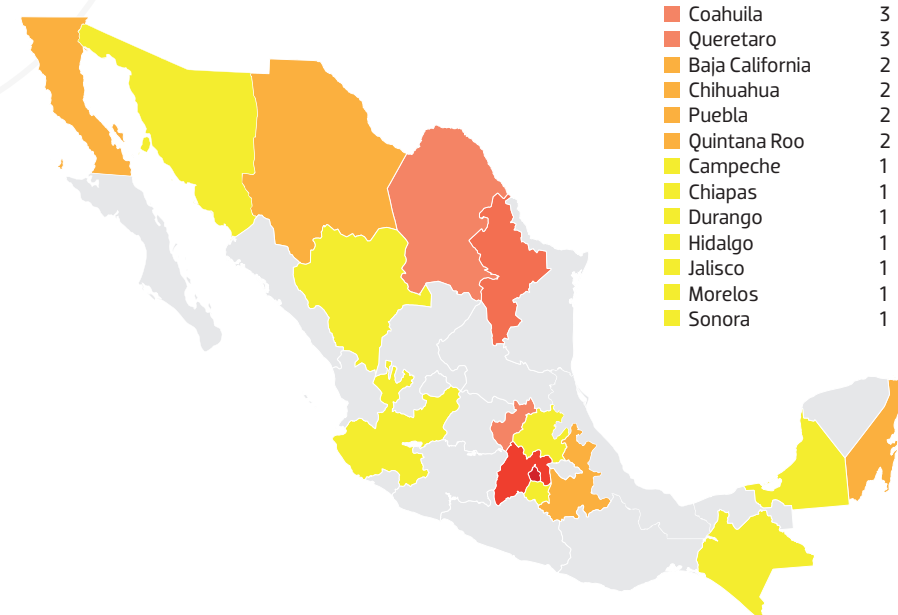 Coahuila 3
Queretaro 3
Baja California 2
Chihuahua 2
Puebla 2
Quintana Roo 2
Campeche 1
Chiapas 1
Durango 1
Hidalgo 1
Jalisco 1
Morelos 1
Sonora 1